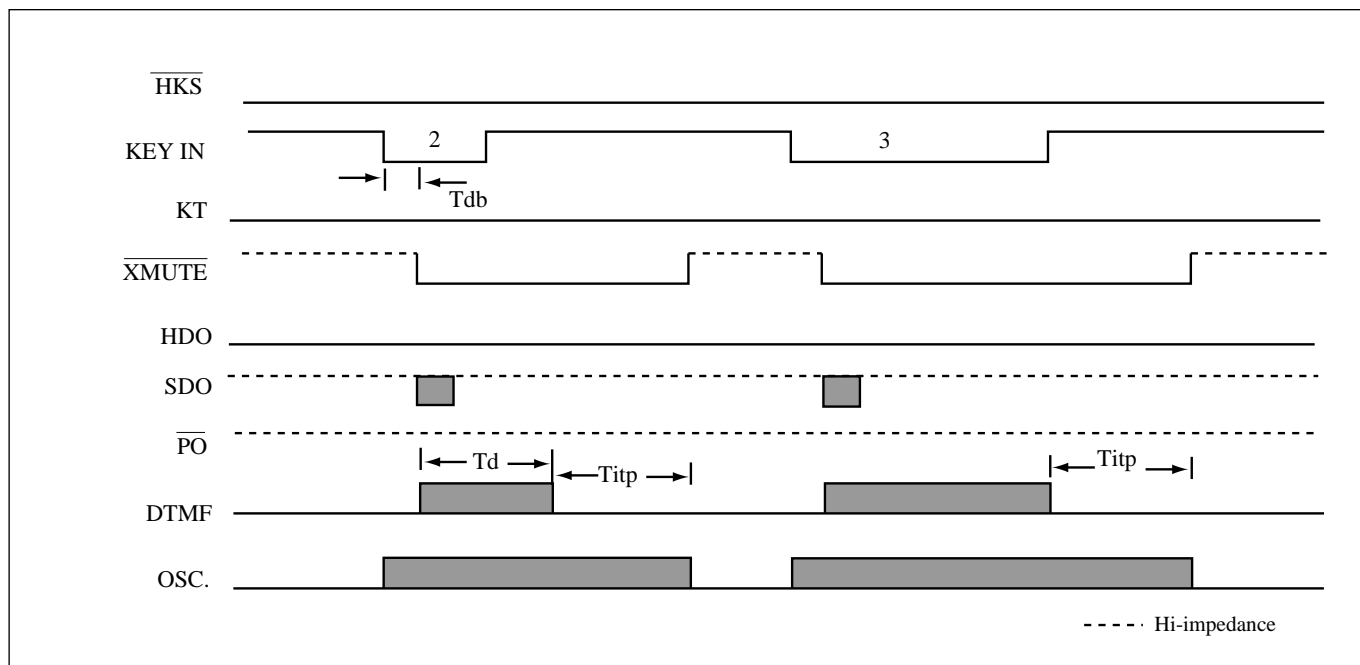 HKS
KEY IN 2 3
Tdb
KT
XMUTE
HDO
SDO
PO
Td Titp Titp
DTMF
OSC.
Hi-impedance